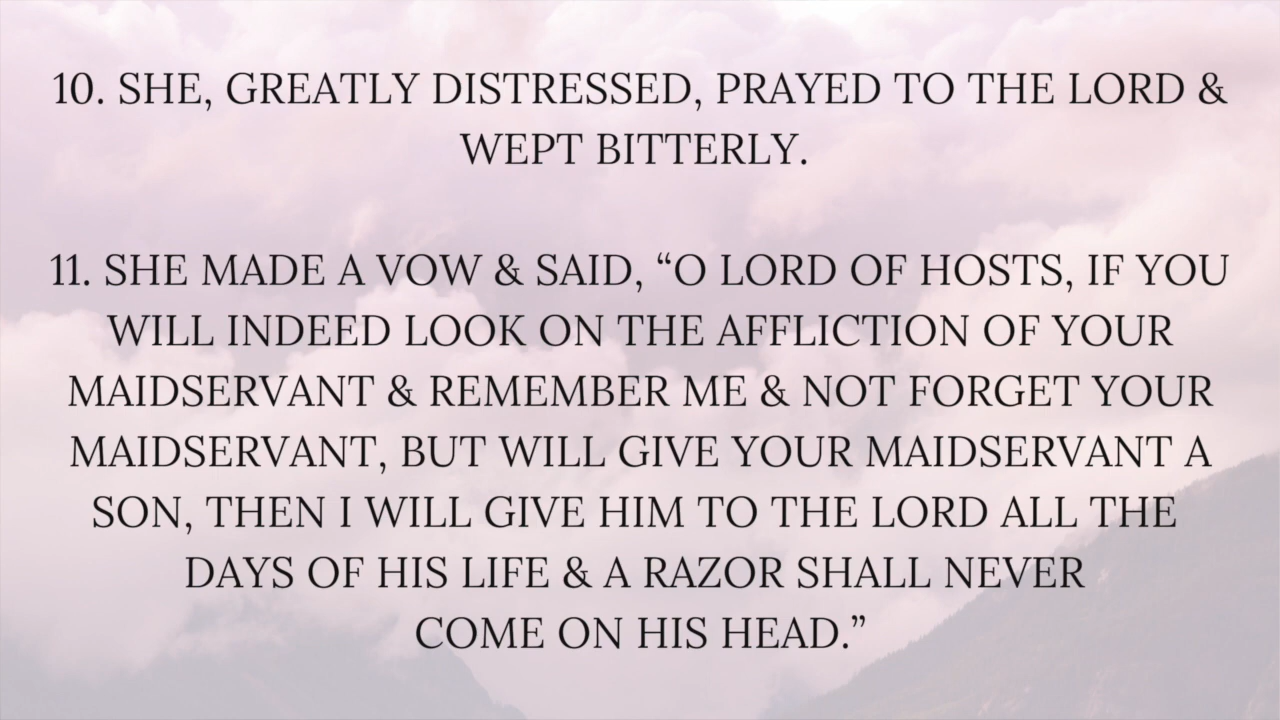 10. SHE, GREATLY DISTRESSED, PRAYED TO THE LORD &
WEPT BITTERLY.
11. SHE MADE A VOW & SAID, “O LORD OF HOSTS, IF YOU
WILL INDEED LOOK ON THE AFFLICTION OF YOUR
MAIDSERVANT & REMEMBER ME & NOT FORGET YOUR
MAIDSERVANT, BUT WILL GIVE YOUR MAIDSERVANT A
SON, THEN I WILL GIVE HIM TO THE LORD ALL THE
DAYS OF HIS LIFE & A RAZOR SHALL NEVER
COME ON HIS HEAD.”